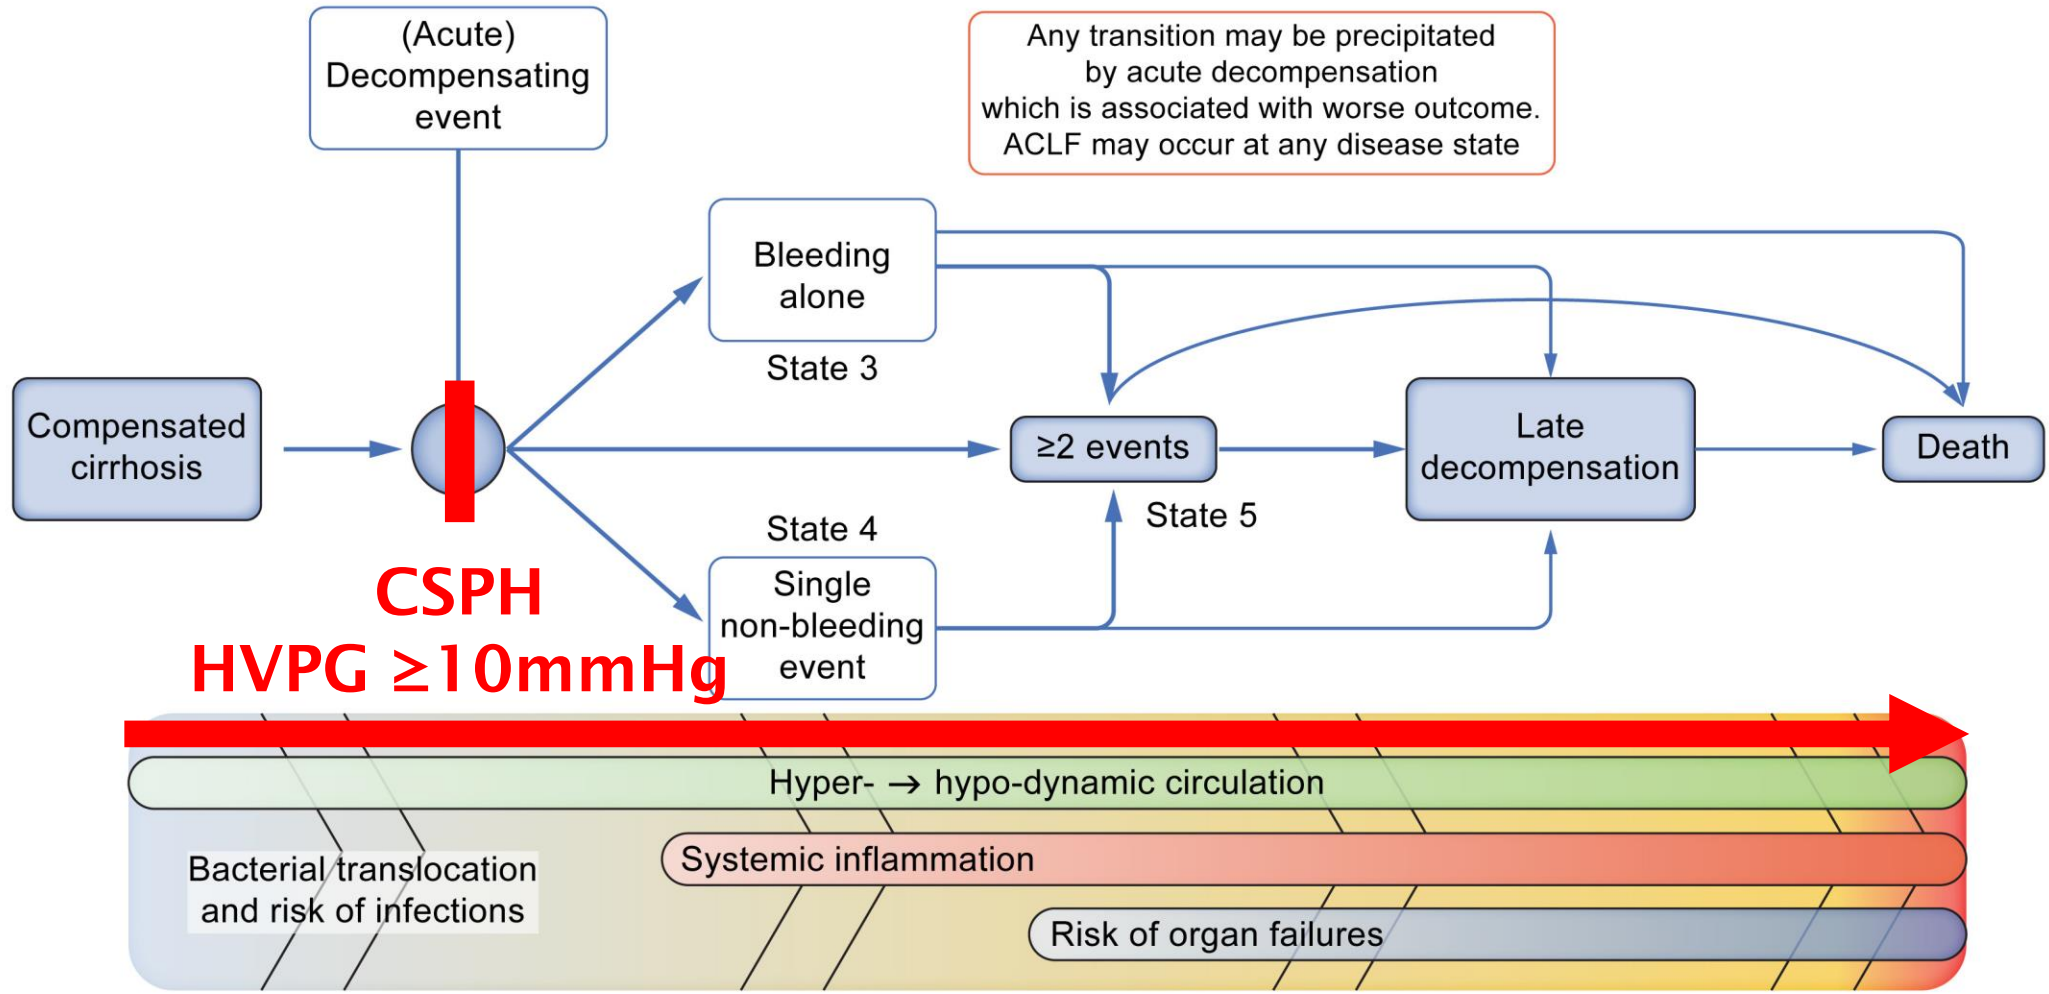 (Acute)
Decompensating
event
Any transition may be precipitated
by acute decompensation
which is associated with worse outcome.
ACLF may occur at any disease state
Bleeding
alone
State 3
Compensated
cirrhosis
≥2 events
Late
decompensation
Death
State 5
State 4
Single
non-bleeding
event
CSPH
HVPG ≥10mmHg
Hyper- → hypo-dynamic circulation
Systemic inflammation
Bacterial translocation
and risk of infections
Risk of organ failures